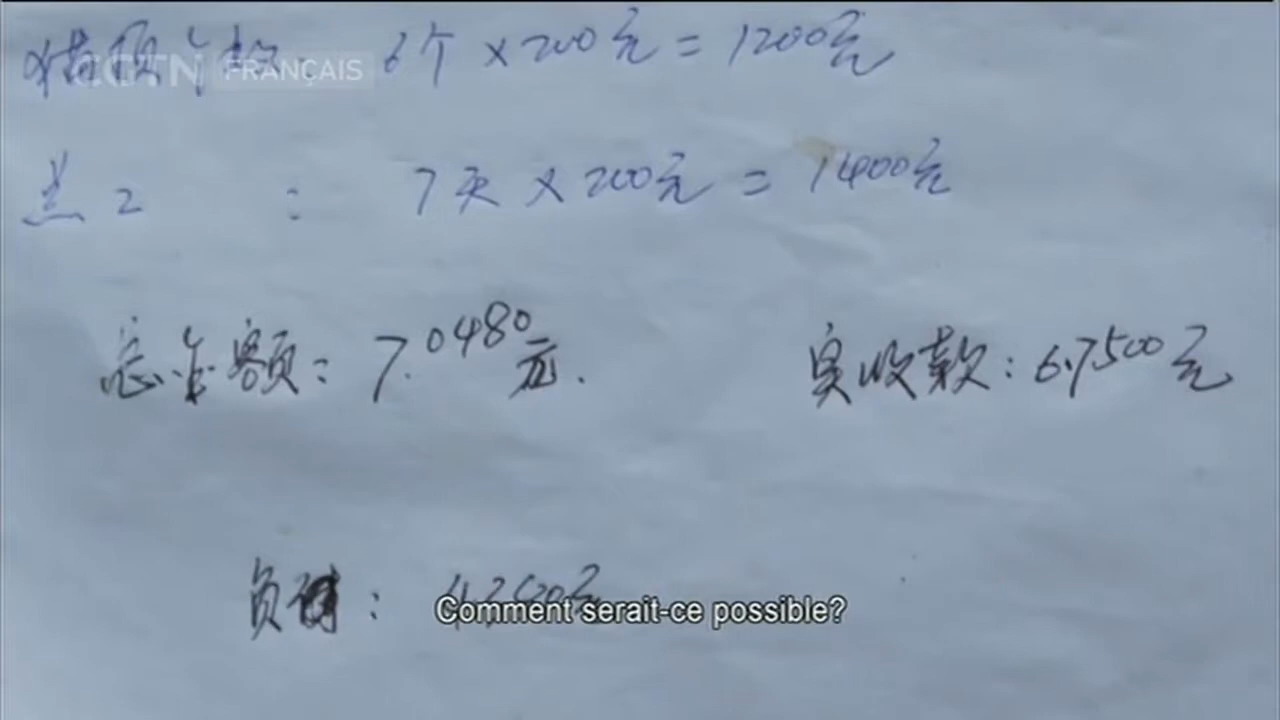 CGTN FRANÇAIS
6个×200元=1200元
点工 : 7天×200元=1400元
总金额: 7.0480元. 实收款: 6.7500元
负债:
Comment serait-ce possible?